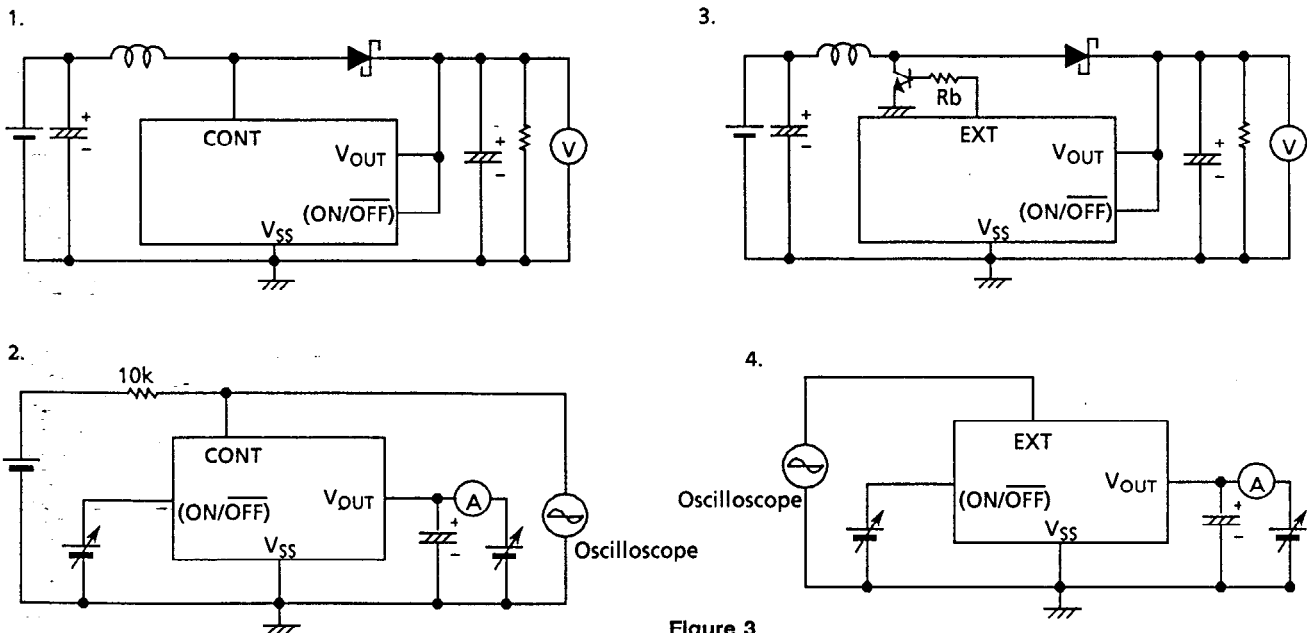 1.
CONT
VOUT
(ON/OFF)
VSS
V
3.
Rb
EXT
VOUT
(ON/OFF)
VSS
V
2.
10k
CONT
(ON/OFF)
VOUT
VSS
A
Oscilloscope
4.
EXT
Oscilloscope
(ON/OFF)
VOUT
VSS
A
Figure 3